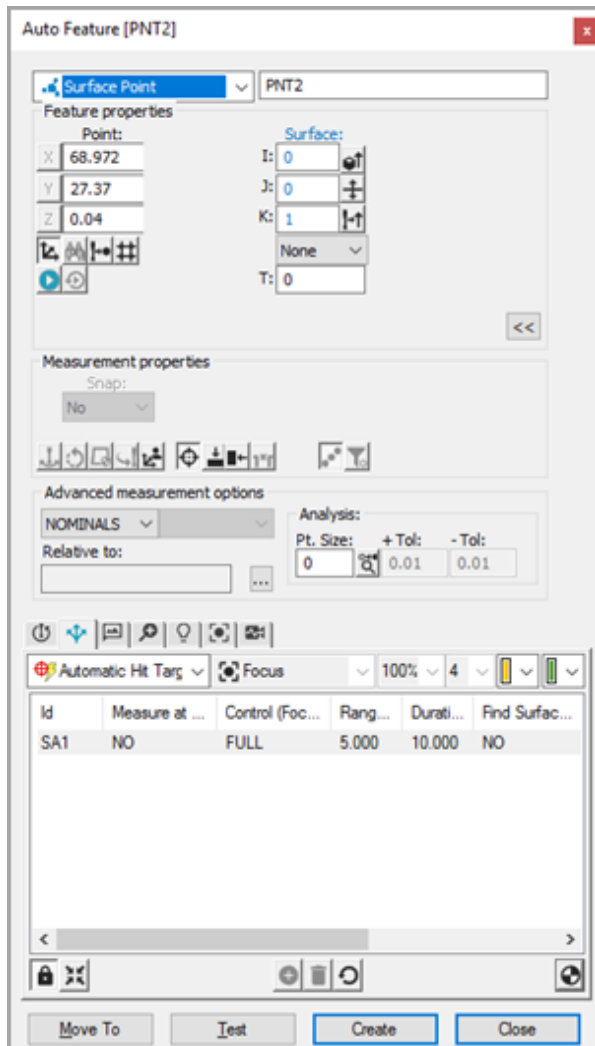 Auto Feature [PNT2]
x
Surface Point PNT2
Feature properties
Point: Surface:
X 68.972 I: 0
Y 27.37 J: 0
Z 0.04 K: 1
None
T: 0
<<
Measurement properties
Snap:
No
Advanced measurement options
NOMINALS Analysis:
Pt. Size: + Tol: - Tol:
Relative to: 0 0.01 0.01
...
Automatic Hit Targ Focus 100% 4
Id Measure at ... Control (Foc... Rang... Durati... Find Surfac...
SA1 NO FULL 5.000 10.000 NO
< >
Move To Test Create Close